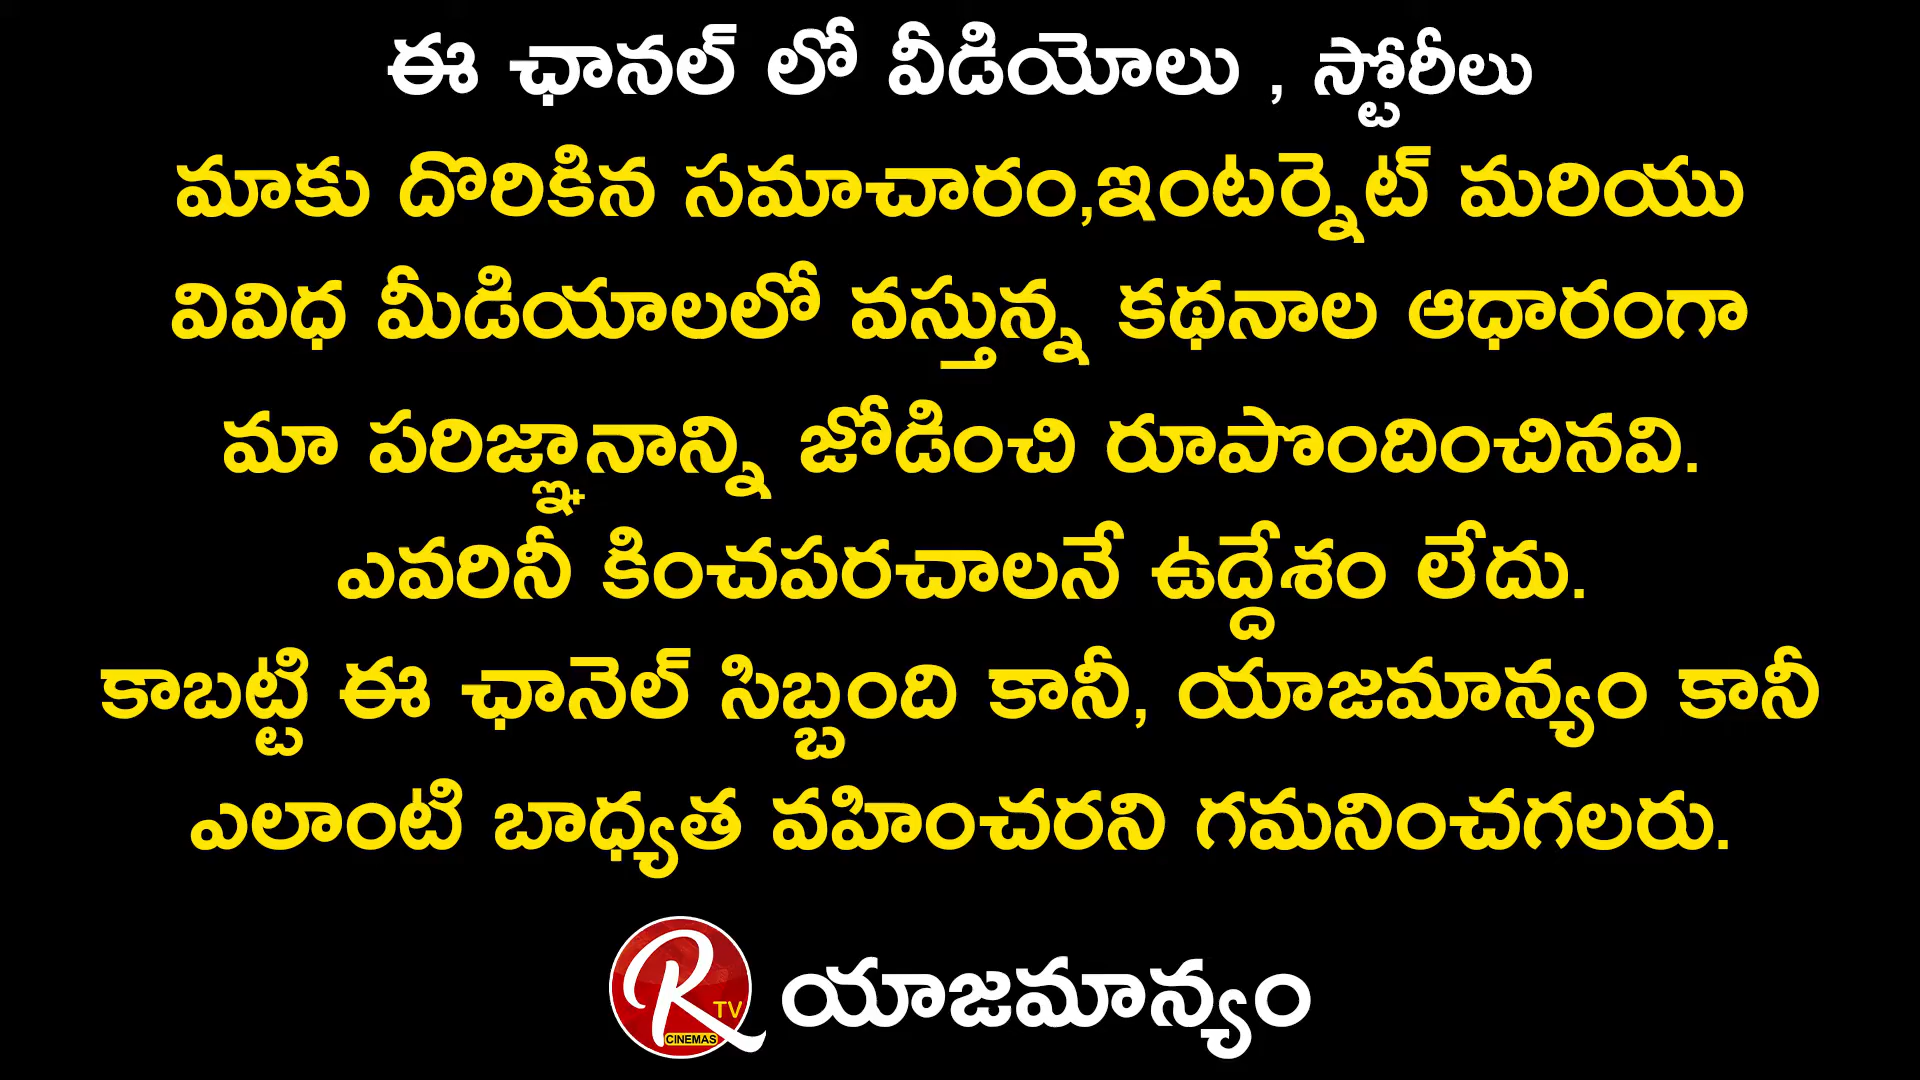 ఈ ఛానల్ లో వీడియోలు , స్టోరీలు
మాకు దొరికిన సమాచారం,ఇంటర్నెట్ మరియు
వివిధ మీడియాలలో వస్తున్న కథనాల ఆధారంగా
మా పరిజ్ఞానాన్ని జోడించి రూపొందించినవి.
ఎవరినీ కించపరచాలనే ఉద్దేశం లేదు.
కాబట్టి ఈ ఛానెల్ సిబ్బంది కానీ, యాజమాన్యం కానీ
ఎలాంటి బాధ్యత వహించరని గమనించగలరు.
R TV CINEMAS యాజమాన్యం